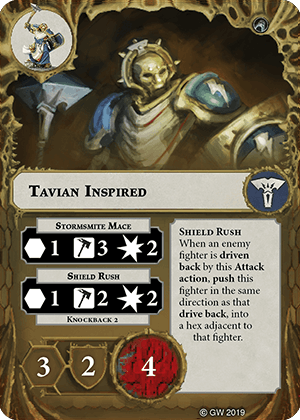 Tavian Inspired
Stormsmite Mace
1 3 2
Shield Rush
1 2 2
Knockback 2
Shield Rush
When an enemy
fighter is driven
back by this Attack
action, push this
fighter in the same
direction as that
drive back, into
a hex adjacent to
that fighter.
3 2 4
© GW 2019